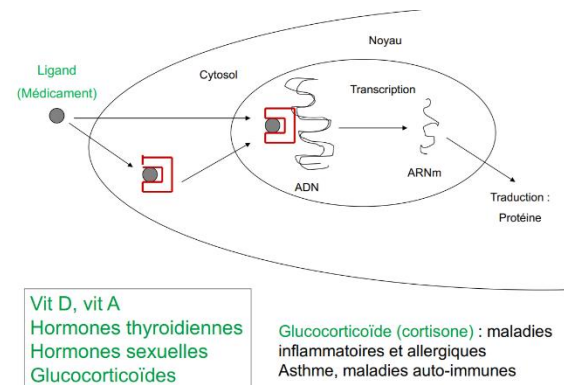 Noyau
Ligand
(Médicament)
Cytosol
Transcription
ADN
ARNm
Traduction :
Protéine
Vit D, vit A
Hormones thyroidiennes
Hormones sexuelles
Glucocorticoïdes
Glucocorticoïde (cortisone) : maladies
inflammatoires et allergiques
Asthme, maladies auto-immunes